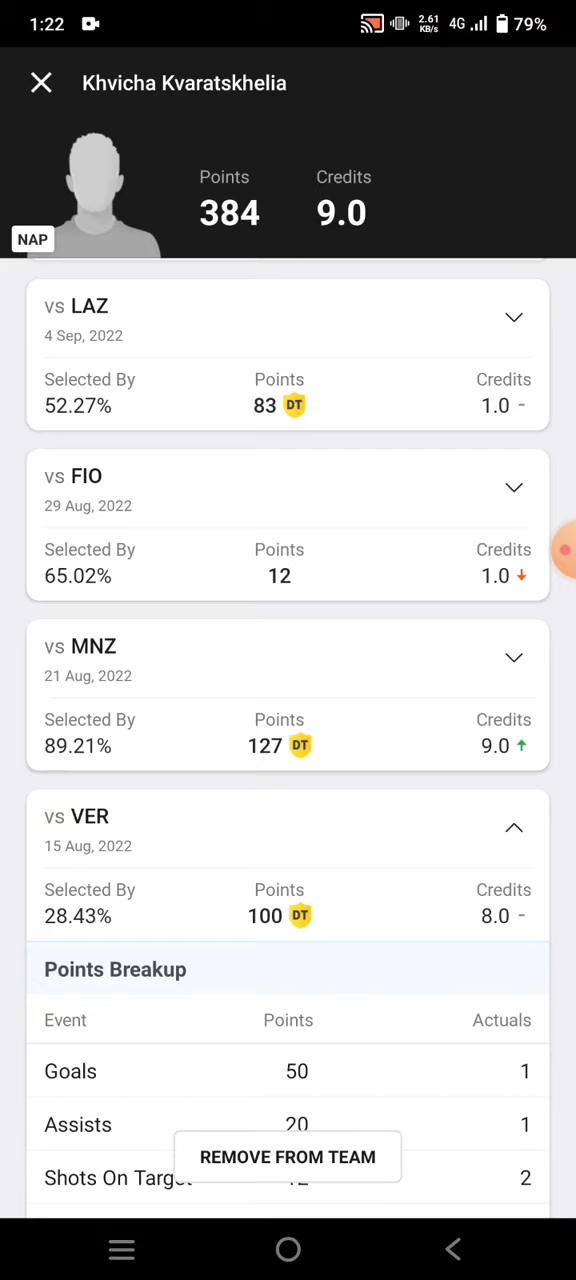 1:22 2.61 KB/s 4G 79%
Khvicha Kvaratskhelia
Points Credits
384 9.0
NAP
vs LAZ
4 Sep, 2022
Selected By Points Credits
52.27% 83 DT 1.0 -
vs FIO
29 Aug, 2022
Selected By Points Credits
65.02% 12 1.0
vs MNZ
21 Aug, 2022
Selected By Points Credits
89.21% 127 DT 9.0
vs VER
15 Aug, 2022
Selected By Points Credits
28.43% 100 DT 8.0 -
Points Breakup
Event Points Actuals
Goals 50 1
Assists 20 1
REMOVE FROM TEAM
Shots On 2